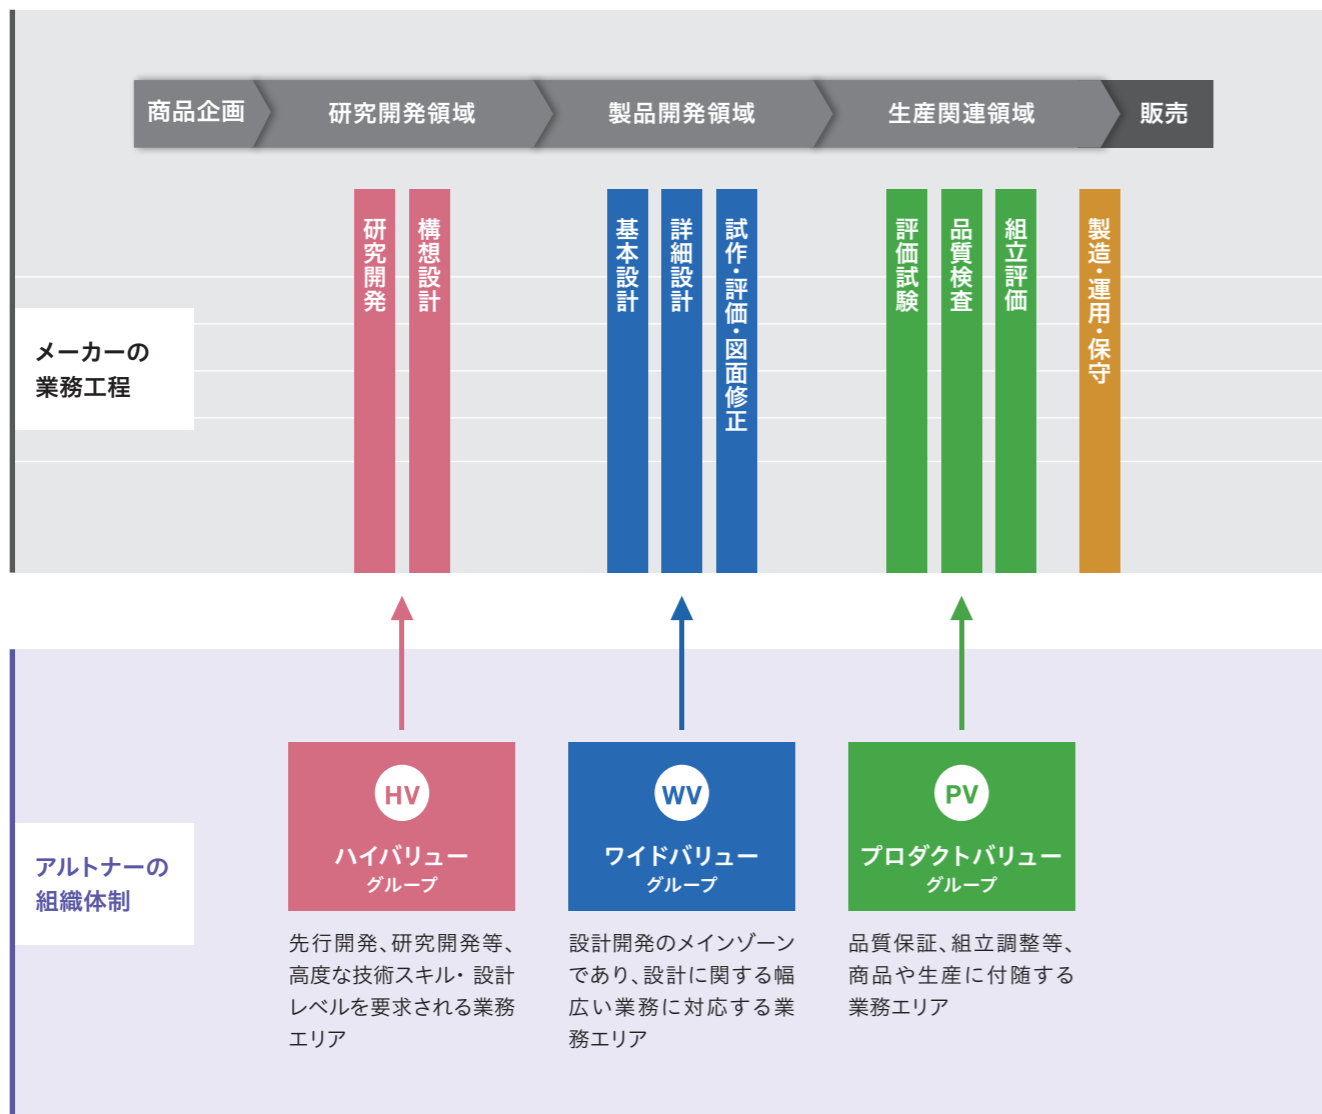 商品企画
研究開発領域
製品開発領域
生産関連領域
販売
研究開発
構想設計
基本設計
詳細設計
試作・評価・図面修正
評価試験
品質検査
組立評価
製造・運用・保守
メーカーの
業務工程
アルトナーの
組織体制
HV
ハイバリュー
グループ
先行開発、研究開発等、
高度な技術スキル・ 設計
レベルを要求される業務
エリア
WV
ワイドバリュー
グループ
設計開発のメインゾーン
であり、設計に関する幅
広い業務に対応する業
務エリア
PV
プロダクトバリュー
グループ
品質保証、組立調整等、
商品や生産に付随する
業務エリア